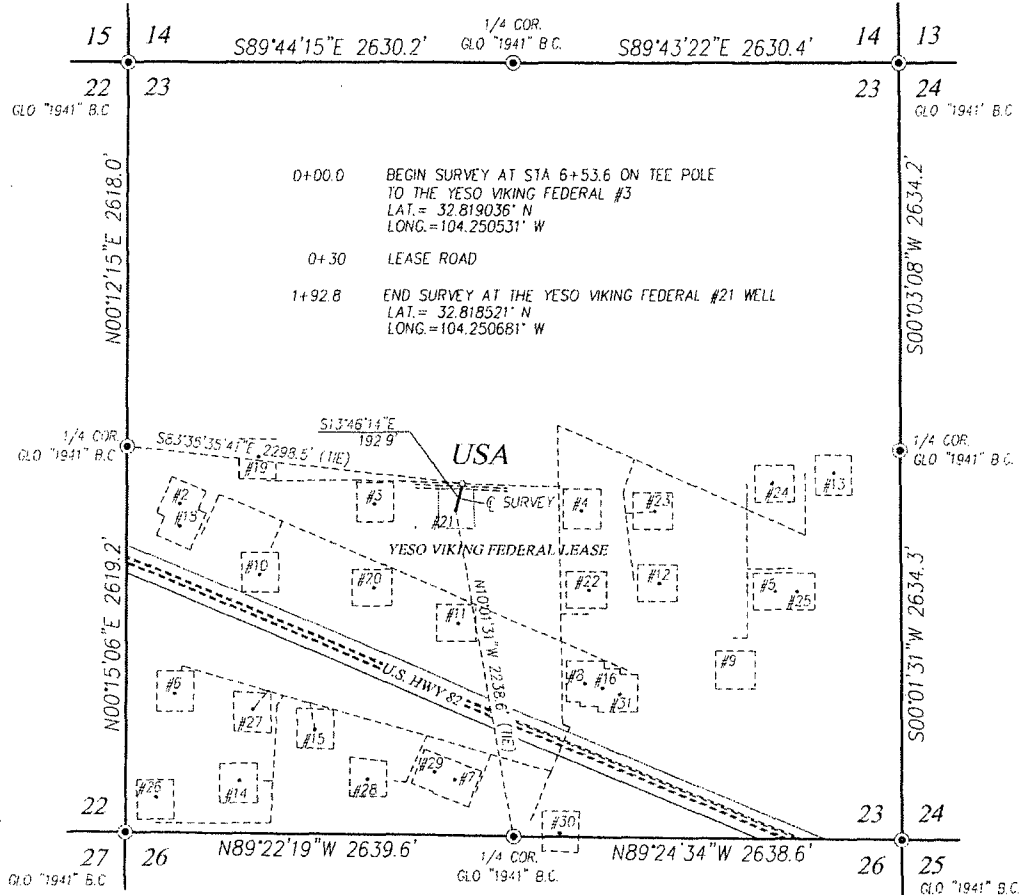 15 14
S89°44'15"E 2630.2'
1/4 COR.
GLO "1941" B.C.
S89°43'22"E 2630.4'
14 13
22 23
GLO "1941" B.C
23 24
GLO "1941" B.C
N00°12'15"E 2618.0'
S00°03'08"W 2634.2'
0+00.0 BEGIN SURVEY AT STA 6+53.6 ON TEE POLE
TO THE YESO VIKING FEDERAL #3
LAT.= 32.819036° N
LONG.=104.250531° W
0+30 LEASE ROAD
1+92.8 END SURVEY AT THE YESO VIKING FEDERAL #21 WELL
LAT.= 32.818521° N
LONG.=104.250681° W
1/4 COR.
GLO "1941" B.C
S83°35'35'41"E 2298.5' (TIE)
S13°46'14"E
192.9'
USA
1/4 COR.
GLO "1941" B.C.
#19
#2
#13
#3
#21
℄ SURVEY
#4
#23
#24
#13
YESO VIKING FEDERAL LEASE
#10
#20
#11
#22
#12
#5
#25
N00°15'06"E 2619.2'
N10°01'31"W 2238.6' (TIE)
S00°01'31"W 2634.3'
U.S. HWY 82
#6
#27
#15
#8
#16
#31
#9
#26
#14
#28
#29
#7
#30
22
23 24
27 26
GLO "1941" B.C
N89°22'19"W 2639.6'
1/4 COR.
GLO "1941" B.C.
N89°24'34"W 2638.6'
26 25
GLO "1941" B.C.